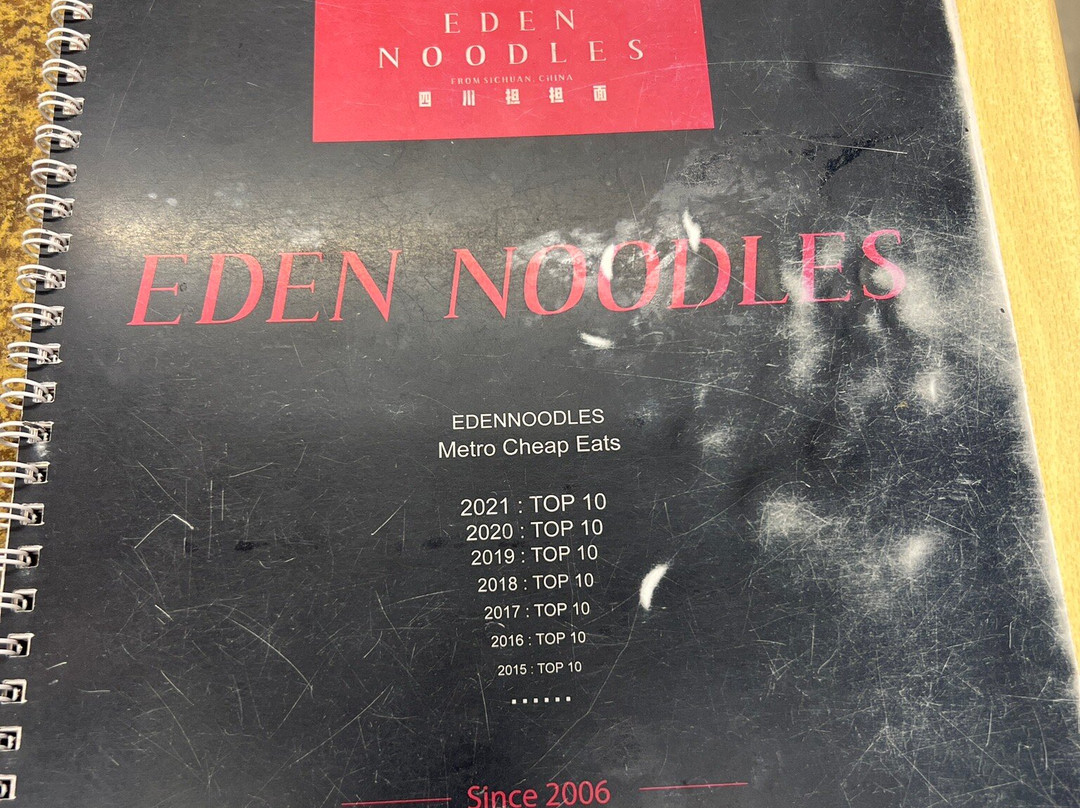 EDEN
NOODLES
FROM SICHUAN, CHINA
四川担担面
EDEN NOODLES
EDENNOODLES
Metro Cheap Eats
2021 : TOP 10
2020 : TOP 10
2019 : TOP 10
2018 : TOP 10
2017 : TOP 10
2016 : TOP 10
2015 : TOP 10
......
Since 2006